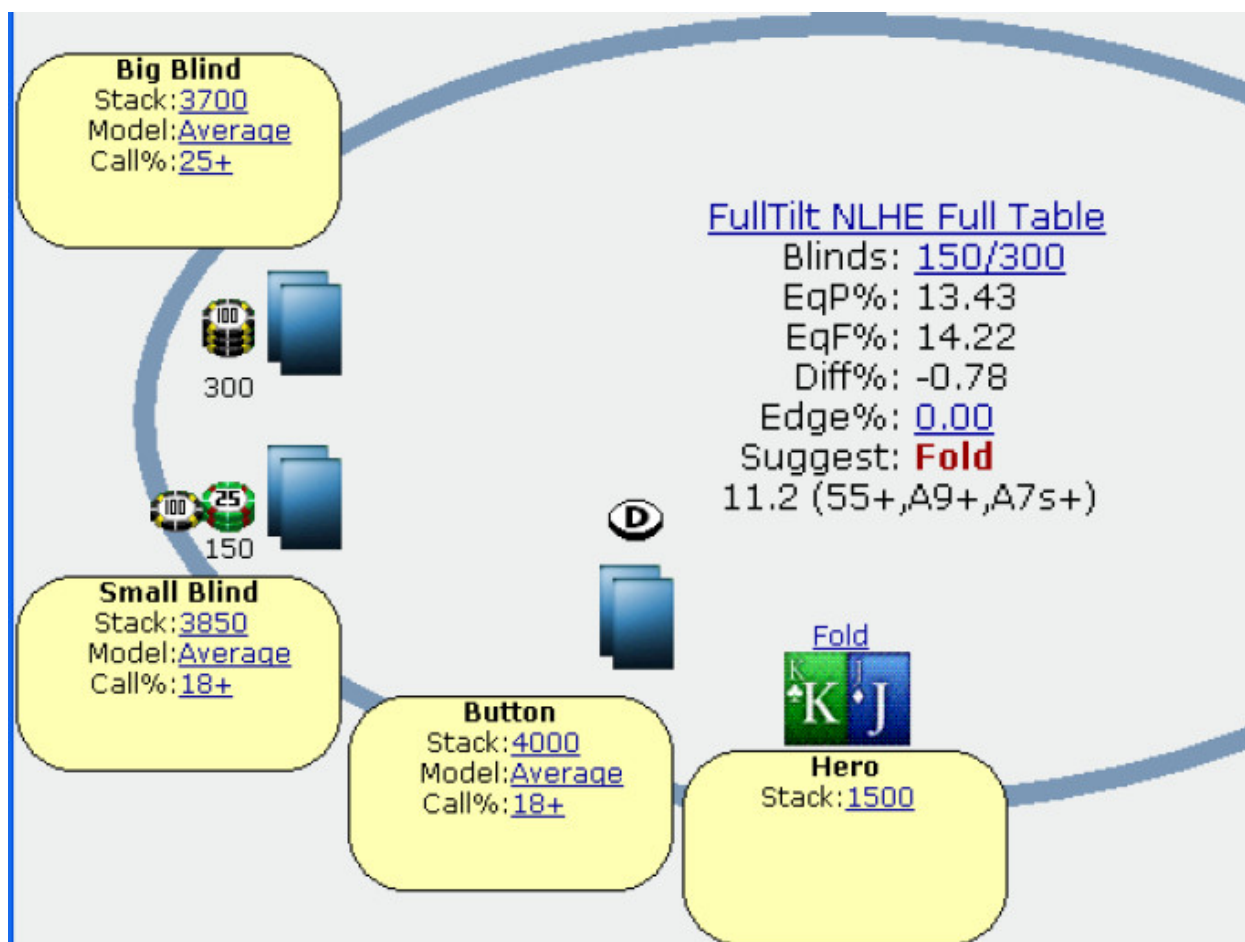 Big Blind
Stack:3700
Model:Average
Call%:25+
FullTilt NLHE Full Table
Blinds: 150/300
EqP%: 13.43
EqF%: 14.22
Diff%: -0.78
Edge%: 0.00
Suggest: Fold
11.2 (55+,A9+,A7s+)
100
300
100 25
150
D
Small Blind
Stack:3850
Model:Average
Call%:18+
Button
Stack:4000
Model:Average
Call%:18+
Fold
K K J J
Hero
Stack:1500